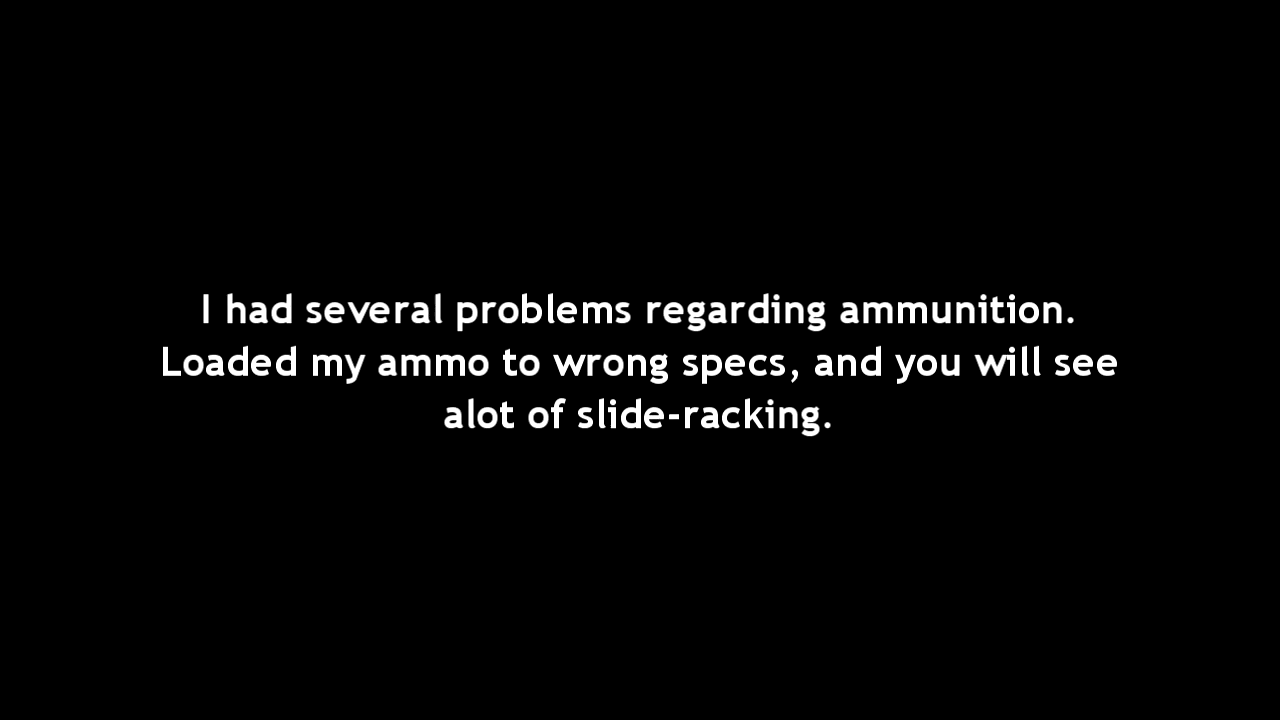 I had several problems regarding ammunition.
Loaded my ammo to wrong specs, and you will see
alot of slide-racking.